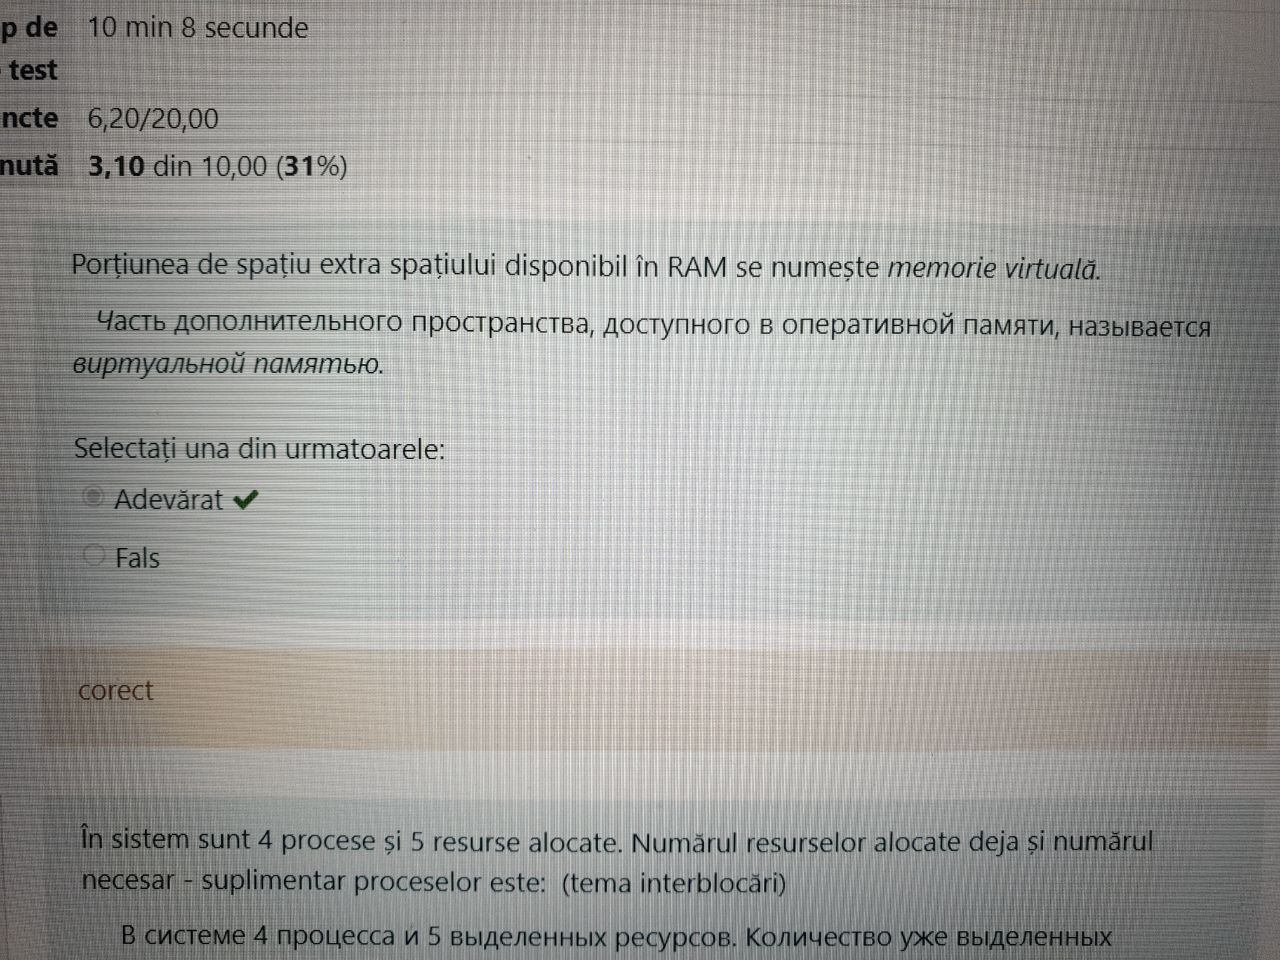 p de 10 min 8 secunde
test
ncte 6,20/20,00
nută 3,10 din 10,00 (31%)
Porțiunea de spațiu extra spațiului disponibil în RAM se numește memorie virtuală.
Часть дополнительного пространства, доступного в оперативной памяти, называется
виртуальной памятью.
Selectați una din urmatoarele:
Adevărat ✔
Fals
corect
În sistem sunt 4 procese și 5 resurse alocate. Numărul resurselor alocate deja și numărul
necesar - suplimentar proceselor este: (tema interblocări)
В системе 4 процесса и 5 выделенных ресурсов. Количество уже выделенных